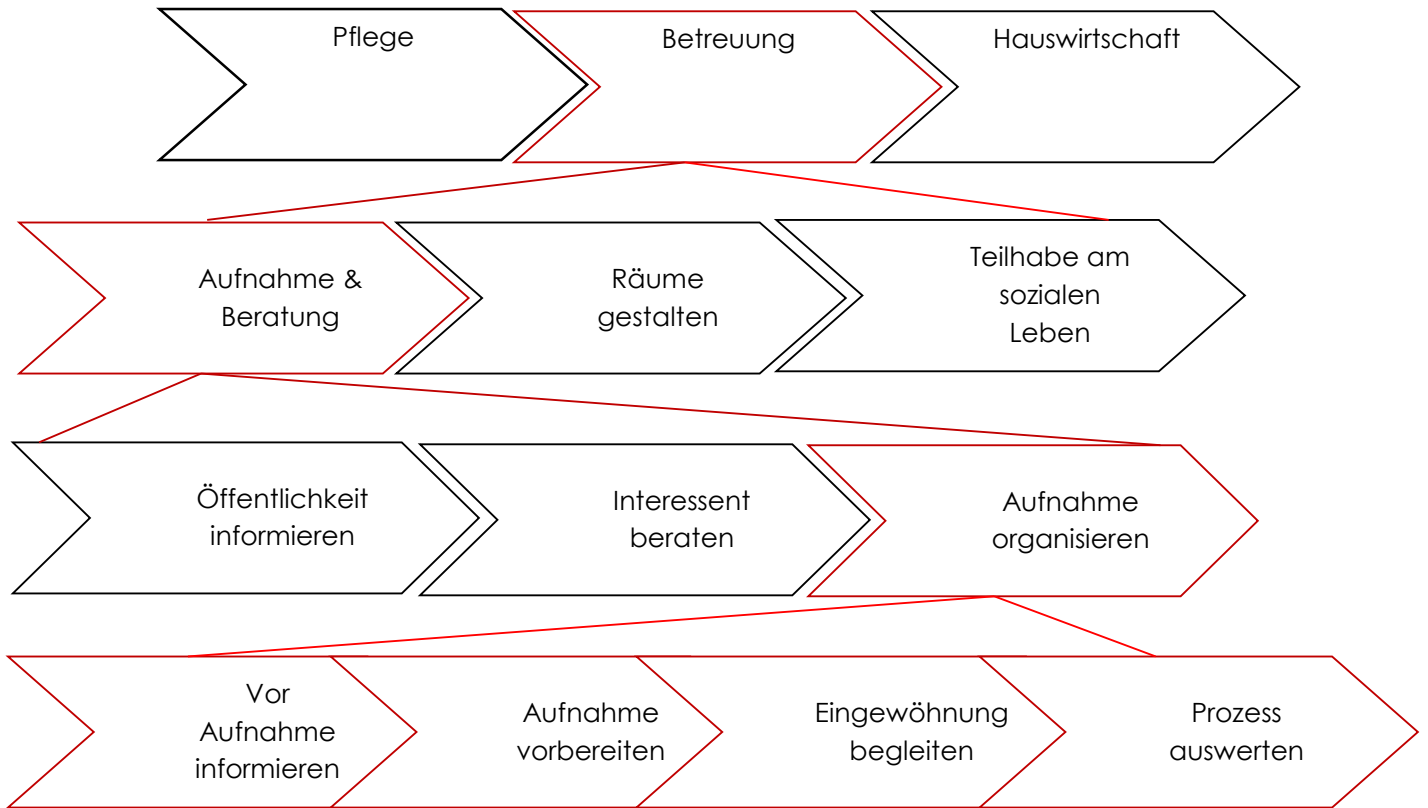 Pflege
Betreuung
Hauswirtschaft
Aufnahme &
Beratung
Räume
gestalten
Teilhabe am
sozialen
Leben
Öffentlichkeit
informieren
Interessent
beraten
Aufnahme
organisieren
Vor
Aufnahme
informieren
Aufnahme
vorbereiten
Eingewöhnung
begleiten
Prozess
auswerten